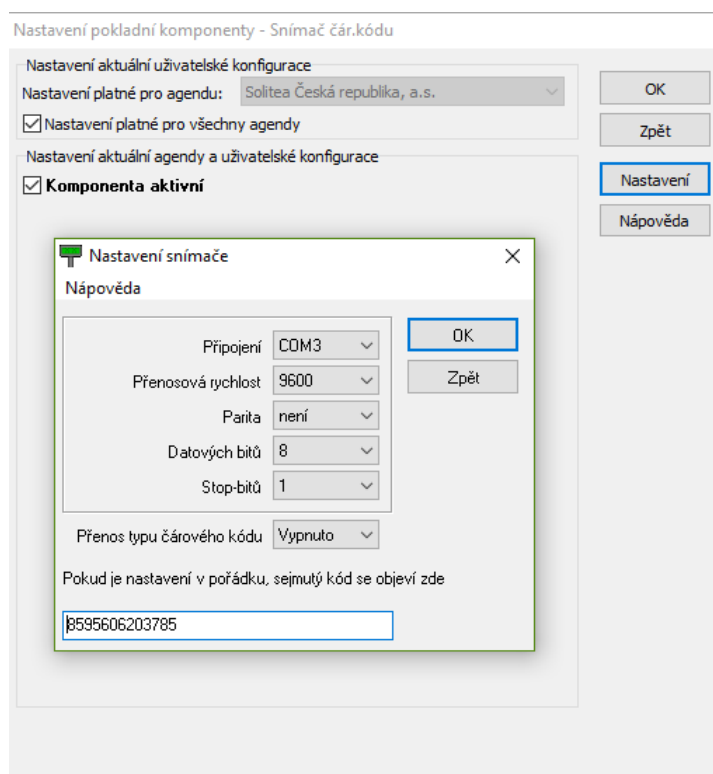 Nastavení pokladní komponenty - Snímač čár.kódu
Nastavení aktuální uživatelské konfigurace
Nastavení platné pro agendu: Solitea Česká republika, a.s.
OK
Nastavení platné pro všechny agendy
Zpět
Nastavení aktuální agendy a uživatelské konfigurace
Komponenta aktivní
Nastavení
Nápověda
Nastavení snímače
Nápověda
Připojení COM3
OK
Přenosová rychlost 9600
Zpět
Parita není
Datových bitů 8
Stop-bitů 1
Přenos typu čárového kódu Vypnuto
Pokud je nastavení v pořádku, sejmutý kód se objeví zde
8595606203785